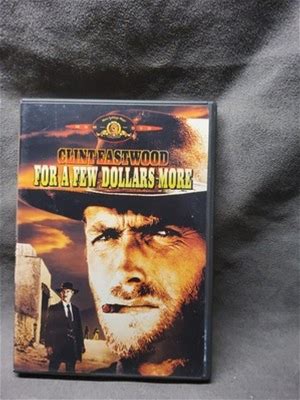 CLINT EASTWOOD
FOR A FEW DOLLARS MORE